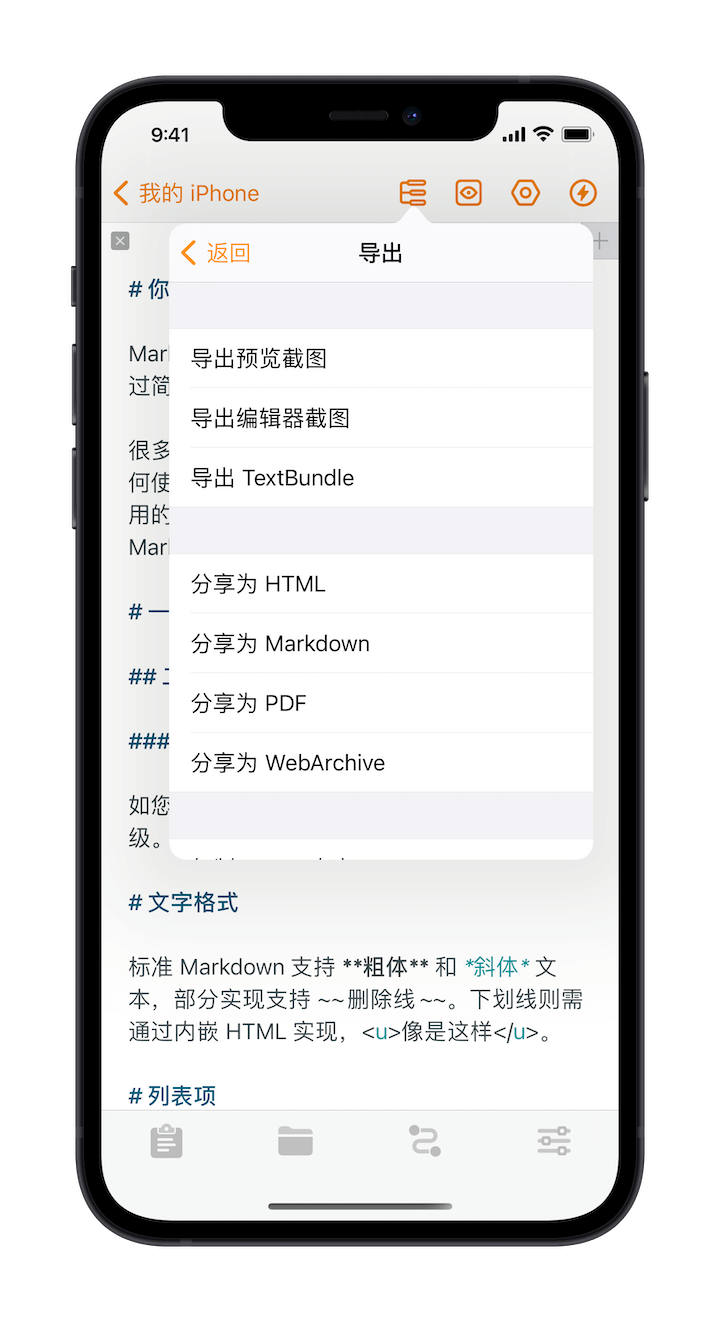 9:41
我的 iPhone
返回
导出
# 你
导出预览截图
过简
导出编辑器截图
很多
导出 TextBundle
何使
用的
分享为 HTML
# 一
分享为 Markdown
##
分享为 PDF
###
分享为 WebArchive
如您
级。
# 文字格式
标准 Markdown 支持 **粗体** 和 *斜体* 文
本，部分实现支持 ~~删除线~~。下划线则需
通过内嵌 HTML 实现，<u>像是这样</u>。
# 列表项